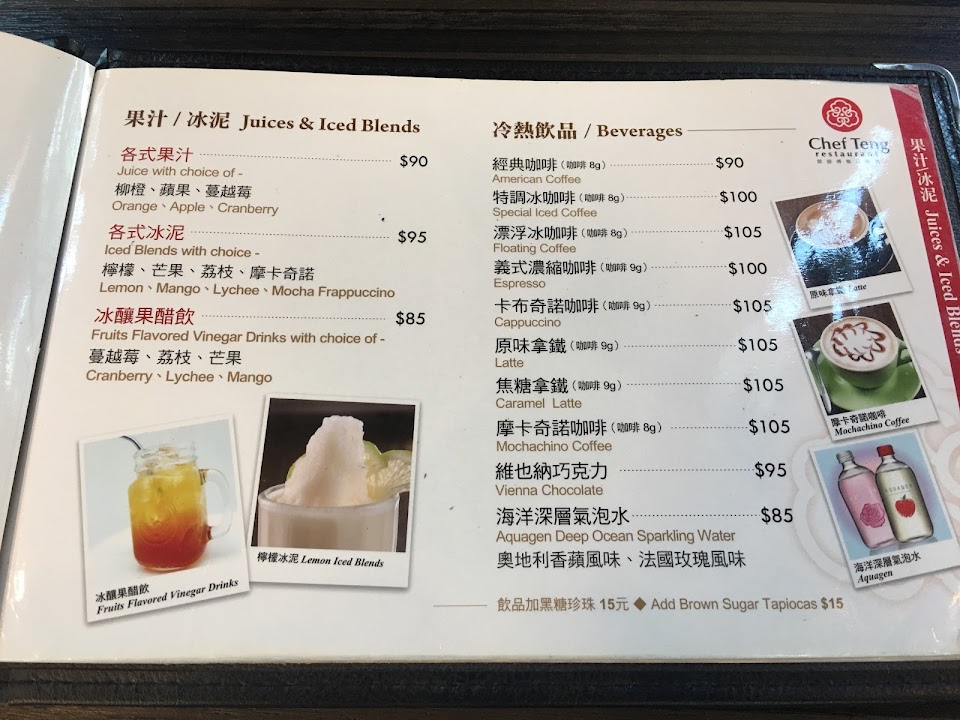 果汁 / 冰泥 Juices & Iced Blends
各式果汁 $90
Juice with choice of -
柳橙、蘋果、蔓越莓
Orange、Apple、Cranberry
各式冰泥 $95
Iced Blends with choice -
檸檬、芒果、荔枝、摩卡奇諾
Lemon、Mango、Lychee、Mocha Frappuccino
冰釀果醋飲 $85
Fruits Flavored Vinegar Drinks with choice of -
蔓越莓、荔枝、芒果
Cranberry、Lychee、Mango
冰釀果醋飲
Fruits Flavored Vinegar Drinks
檸檬冰泥 Lemon Iced Blends
冷熱飲品 / Beverages
經典咖啡 (咖啡 8g) $90
American Coffee
特調冰咖啡 (咖啡 8g) $100
Special Iced Coffee
漂浮冰咖啡 (咖啡 8g) $105
Floating Coffee
義式濃縮咖啡 (咖啡 9g) $100
Espresso
卡布奇諾咖啡 (咖啡 9g) $105
Cappuccino
原味拿鐵 (咖啡 9g) $105
Latte
焦糖拿鐵 (咖啡 9g) $105
Caramel Latte
摩卡奇諾咖啡 (咖啡 8g) $105
Mochachino Coffee
維也納巧克力 $95
Vienna Chocolate
海洋深層氣泡水 $85
Aquagen Deep Ocean Sparkling Water
奧地利香蘋風味、法國玫瑰風味
飲品加黑糖珍珠 15元 ◆ Add Brown Sugar Tapiocas $15
Chef Teng
restaurant
原味拿鐵 Latte
摩卡奇諾咖啡
Mochachino Coffee
海洋深層氣泡水
Aquagen
果汁/冰泥 Juices & Iced Blends